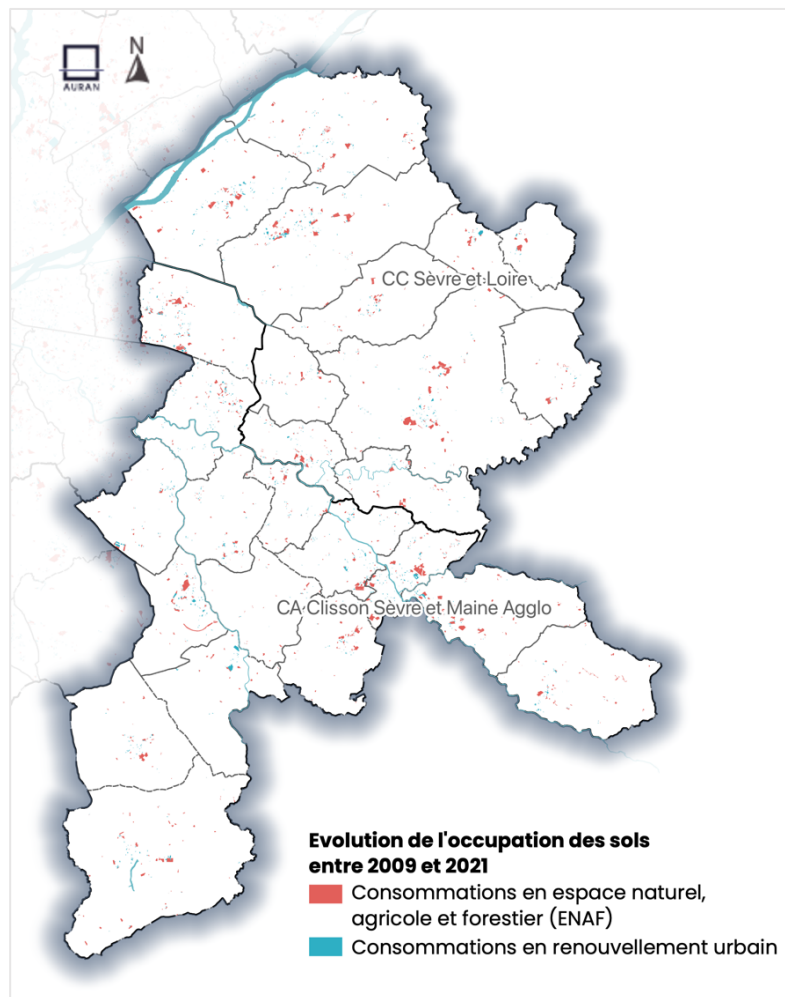 N
AURAN
CC Sèvre et Loire
CA Clisson Sèvre et Maine Agglo
Evolution de l'occupation des sols
entre 2009 et 2021
Consommations en espace naturel,
agricole et forestier (ENAF)
Consommations en renouvellement urbain